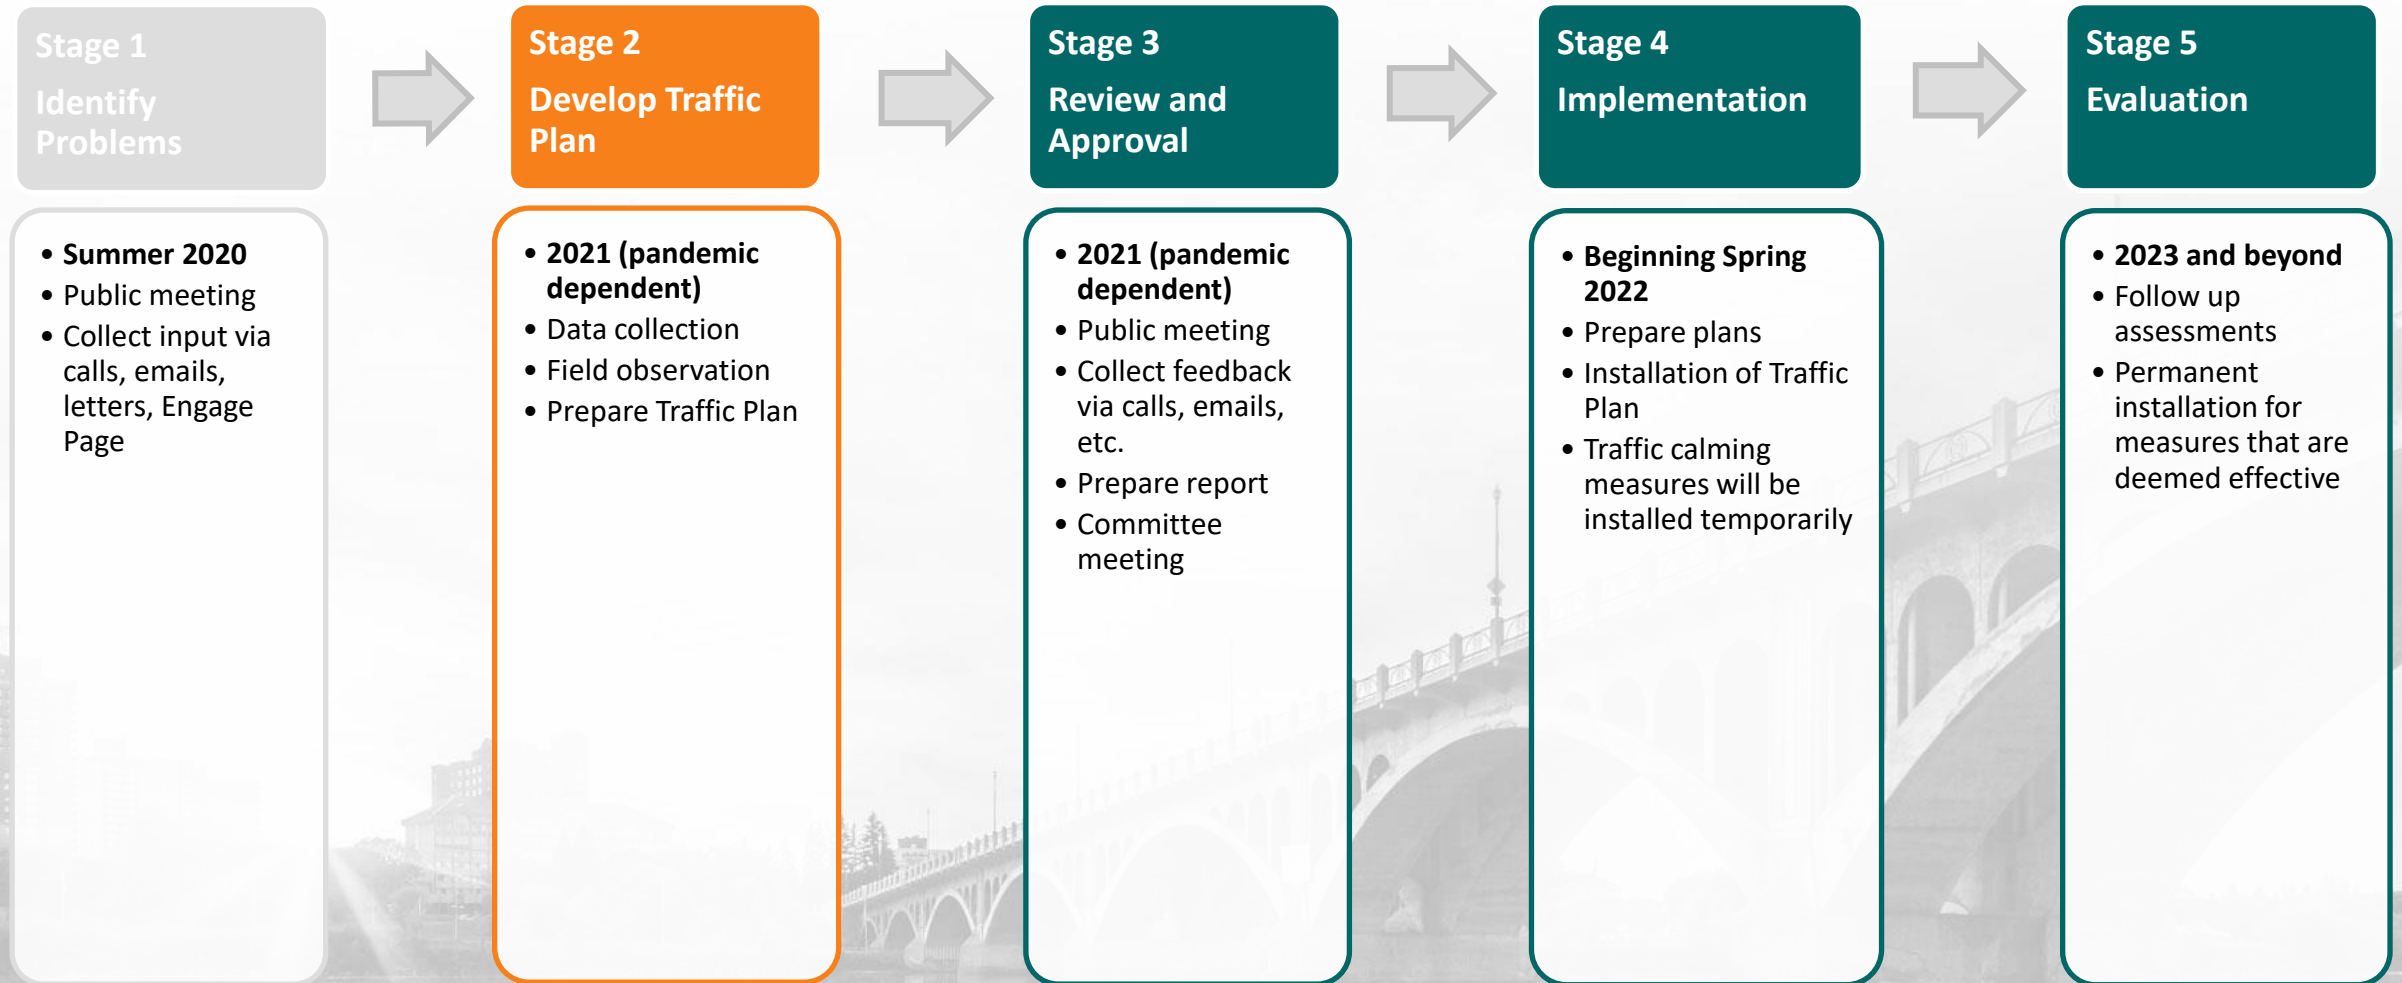 Stage 1
Identify
Problems
• Summer 2020
• Public meeting
• Collect input via
calls, emails,
letters, Engage
Page
Stage 2
Develop Traffic
Plan
• 2021 (pandemic
dependent)
• Data collection
• Field observation
• Prepare Traffic Plan
Stage 3
Review and
Approval
• 2021 (pandemic
dependent)
• Public meeting
• Collect feedback
via calls, emails,
etc.
• Prepare report
• Committee
meeting
Stage 4
Implementation
• Beginning Spring
2022
• Prepare plans
• Installation of Traffic
Plan
• Traffic calming
measures will be
installed temporarily
Stage 5
Evaluation
• 2023 and beyond
• Follow up
assessments
• Permanent
installation for
measures that are
deemed effective